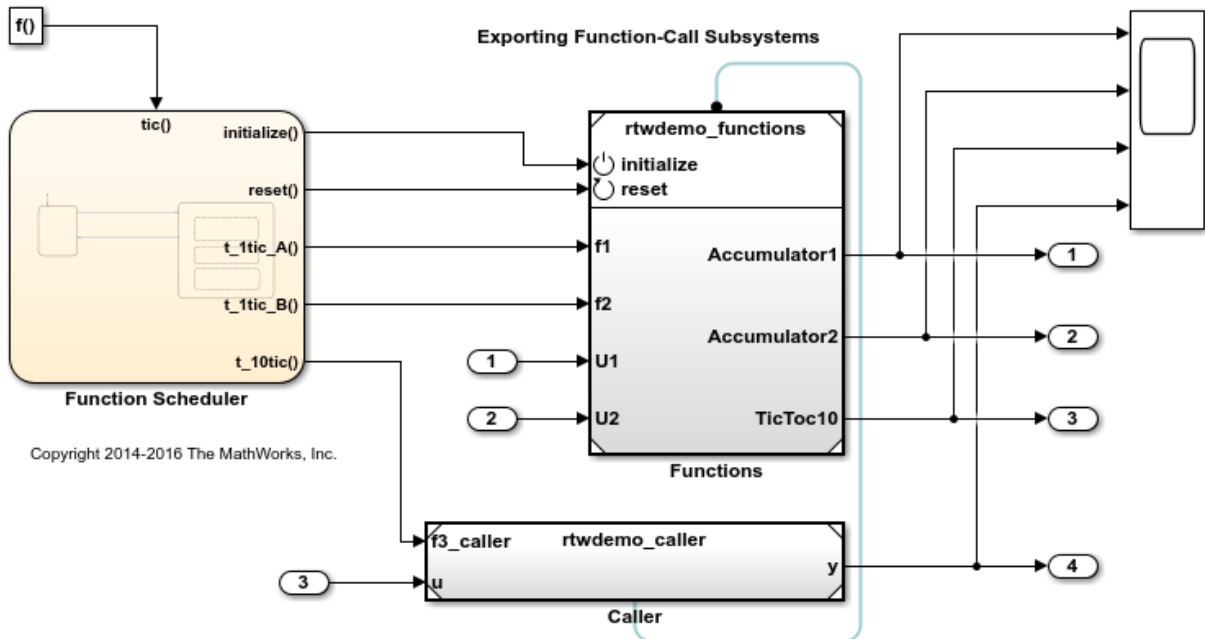 f()
Exporting Function-Call Subsystems
tic()
initialize()
reset()
t_1tic_A()
t_1tic_B()
t_10tic()
Function Scheduler
Copyright 2014-2016 The MathWorks, Inc.
rtwdemo_functions
initialize
reset
f1
f2
1
U1
2
U2
Accumulator1
1
Accumulator2
2
TicToc10
3
Functions
f3_caller
rtwdemo_caller
3
u
y
4
Caller